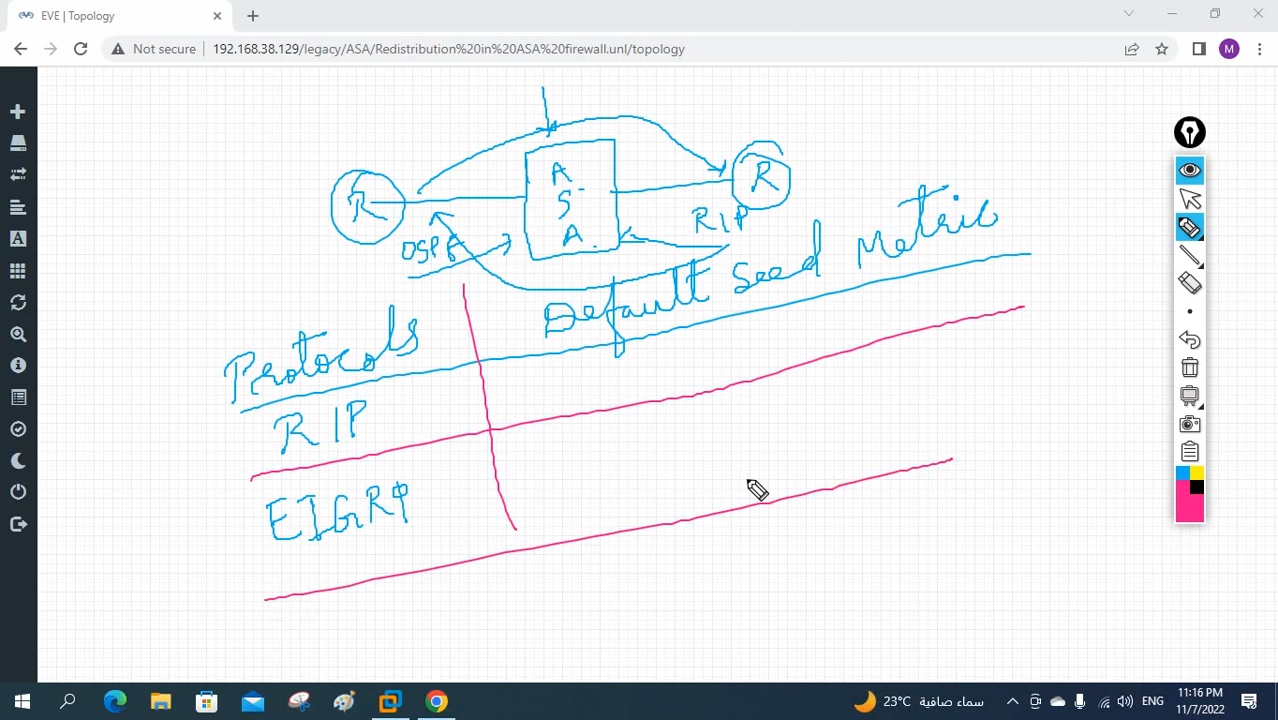 EVE | Topology
Not secure
192.168.38.129/legacy/ASA/Redistribution%20in%20ASA%20firewall.unl/topology
M
R
A
S
A
R
OSPF
RIP
Default Seed Metric
Protocols
RIP
EIGRP
A
23°C
سماء صافية
ENG
11:16 PM
11/7/2022